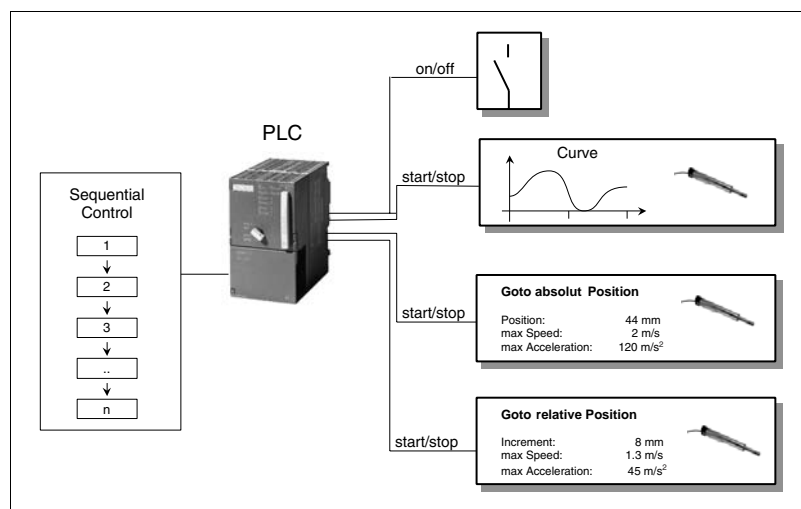 on/off
PLC
Curve
start/stop
Sequential
Control
1
2
3
..
n
Goto absolut Position
start/stop
Position: 44 mm
max Speed: 2 m/s
max Acceleration: 120 m/s²
Goto relative Position
start/stop
Increment: 8 mm
max Speed: 1.3 m/s
max Acceleration: 45 m/s²